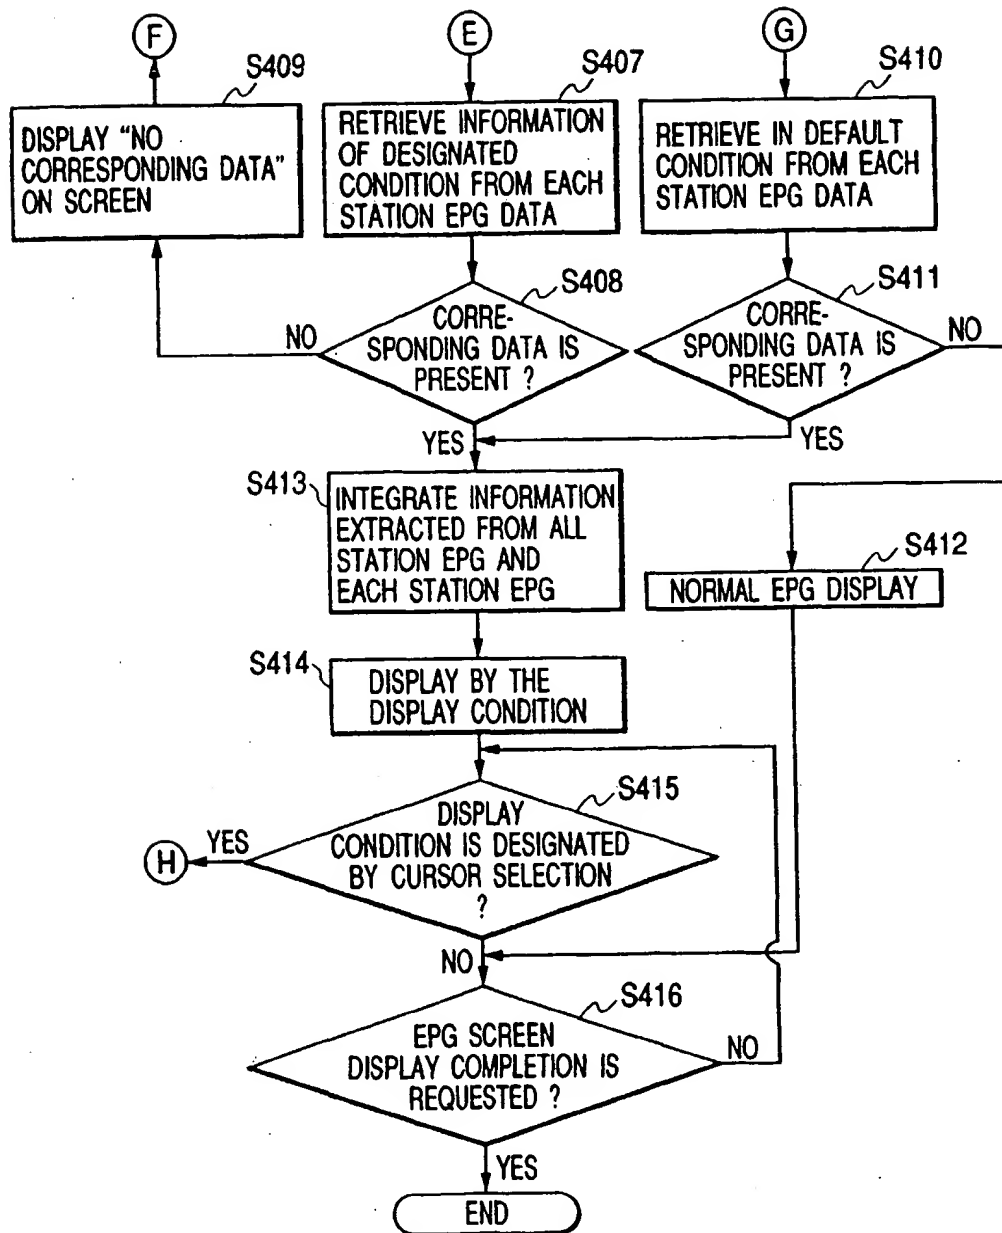 F
E
G
S409
S407
S410
DISPLAY "NO
CORRESPONDING DATA"
ON SCREEN
RETRIEVE INFORMATION
OF DESIGNATED
CONDITION FROM EACH
STATION EPG DATA
RETRIEVE IN DEFAULT
CONDITION FROM EACH
STATION EPG DATA
S408
S411
NO
CORRE-
SPONDING DATA IS
PRESENT ?
CORRE-
SPONDING DATA IS
PRESENT ?
NO
YES
YES
S413
INTEGRATE INFORMATION
EXTRACTED FROM ALL
STATION EPG AND
EACH STATION EPG
S412
NORMAL EPG DISPLAY
S414
DISPLAY BY THE
DISPLAY CONDITION
S415
H
YES
DISPLAY
CONDITION IS DESIGNATED
BY CURSOR SELECTION
?
NO
S416
EPG SCREEN
DISPLAY COMPLETION IS
REQUESTED ?
NO
YES
END